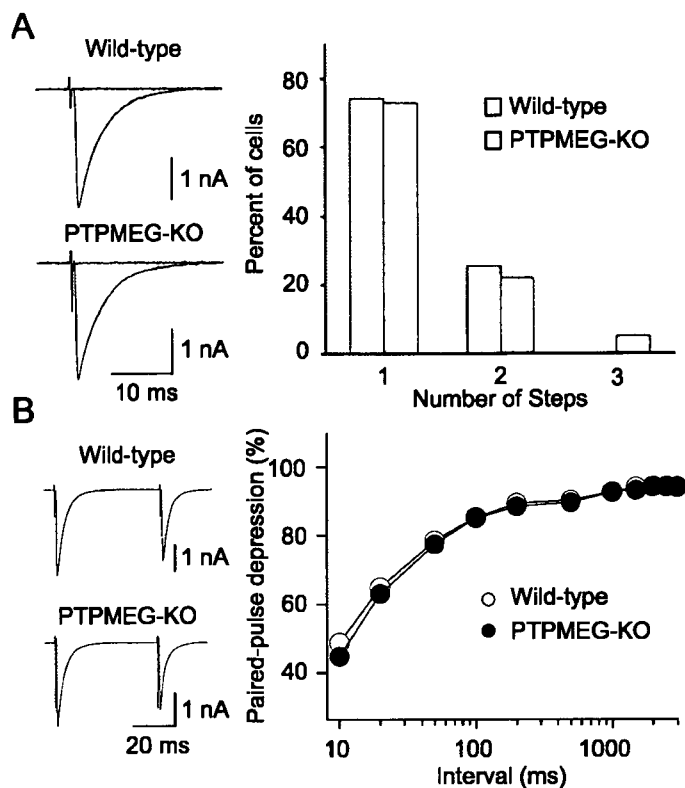 A
Wild-type
1 nA
PTPMEG-KO
1 nA
10 ms
Percent of cells
80
60
40
20
0
Wild-type
PTPMEG-KO
1 2 3
Number of Steps
B
Wild-type
1 nA
PTPMEG-KO
1 nA
20 ms
Paired-pulse depression (%)
100
80
60
40
Wild-type
PTPMEG-KO
10 100 1000
Interval (ms)